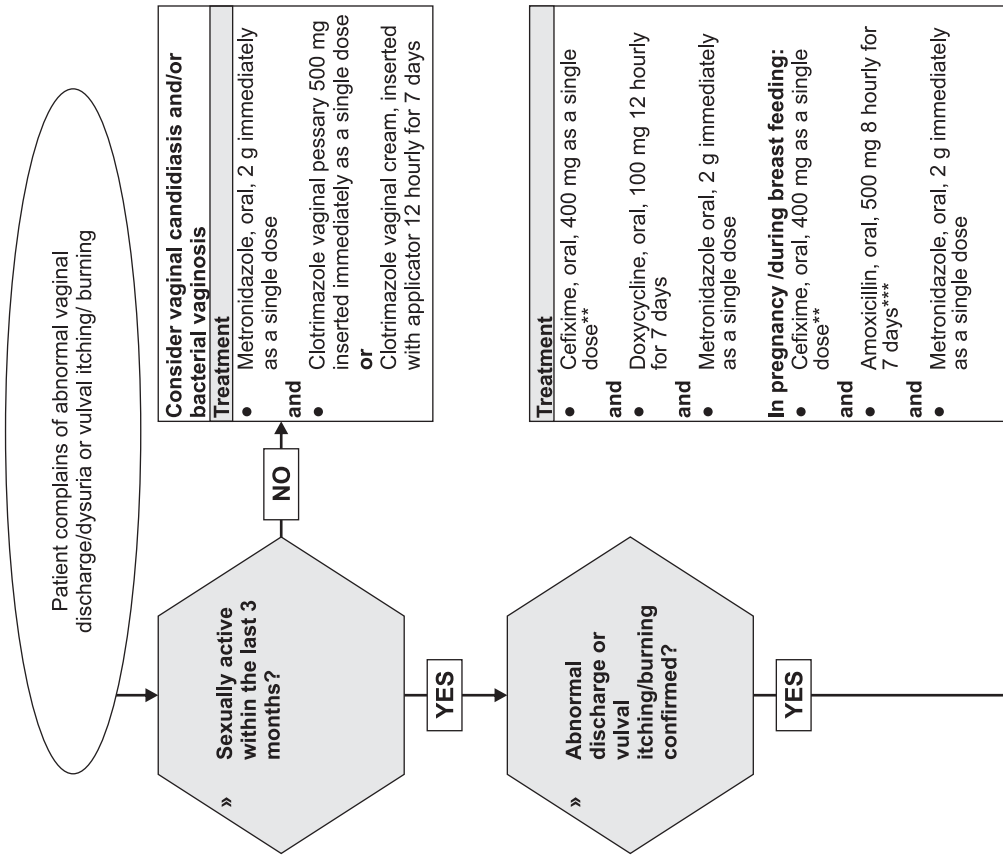 Patient complains of abnormal vaginal
discharge/dysuria or vulval itching/ burning
» Sexually active
within the last 3
months?
NO
Consider vaginal candidiasis and/or
bacterial vaginosis
Treatment
● Metronidazole, oral, 2 g immediately
as a single dose
and
● Clotrimazole vaginal pessary 500 mg
inserted immediately as a single dose
or
Clotrimazole vaginal cream, inserted
with applicator 12 hourly for 7 days
YES
» Abnormal
discharge or
vulval
itching/burning
confirmed?
YES
Treatment
● Cefixime, oral, 400 mg as a single
dose**
and
● Doxycycline, oral, 100 mg 12 hourly
for 7 days
and
● Metronidazole oral, 2 g immediately
as a single dose
In pregnancy /during breast feeding:
● Cefixime, oral, 400 mg as a single
dose**
and
● Amoxicillin, oral, 500 mg 8 hourly for
7 days***
and
● Metronidazole, oral, 2 g immediately
as a single dose